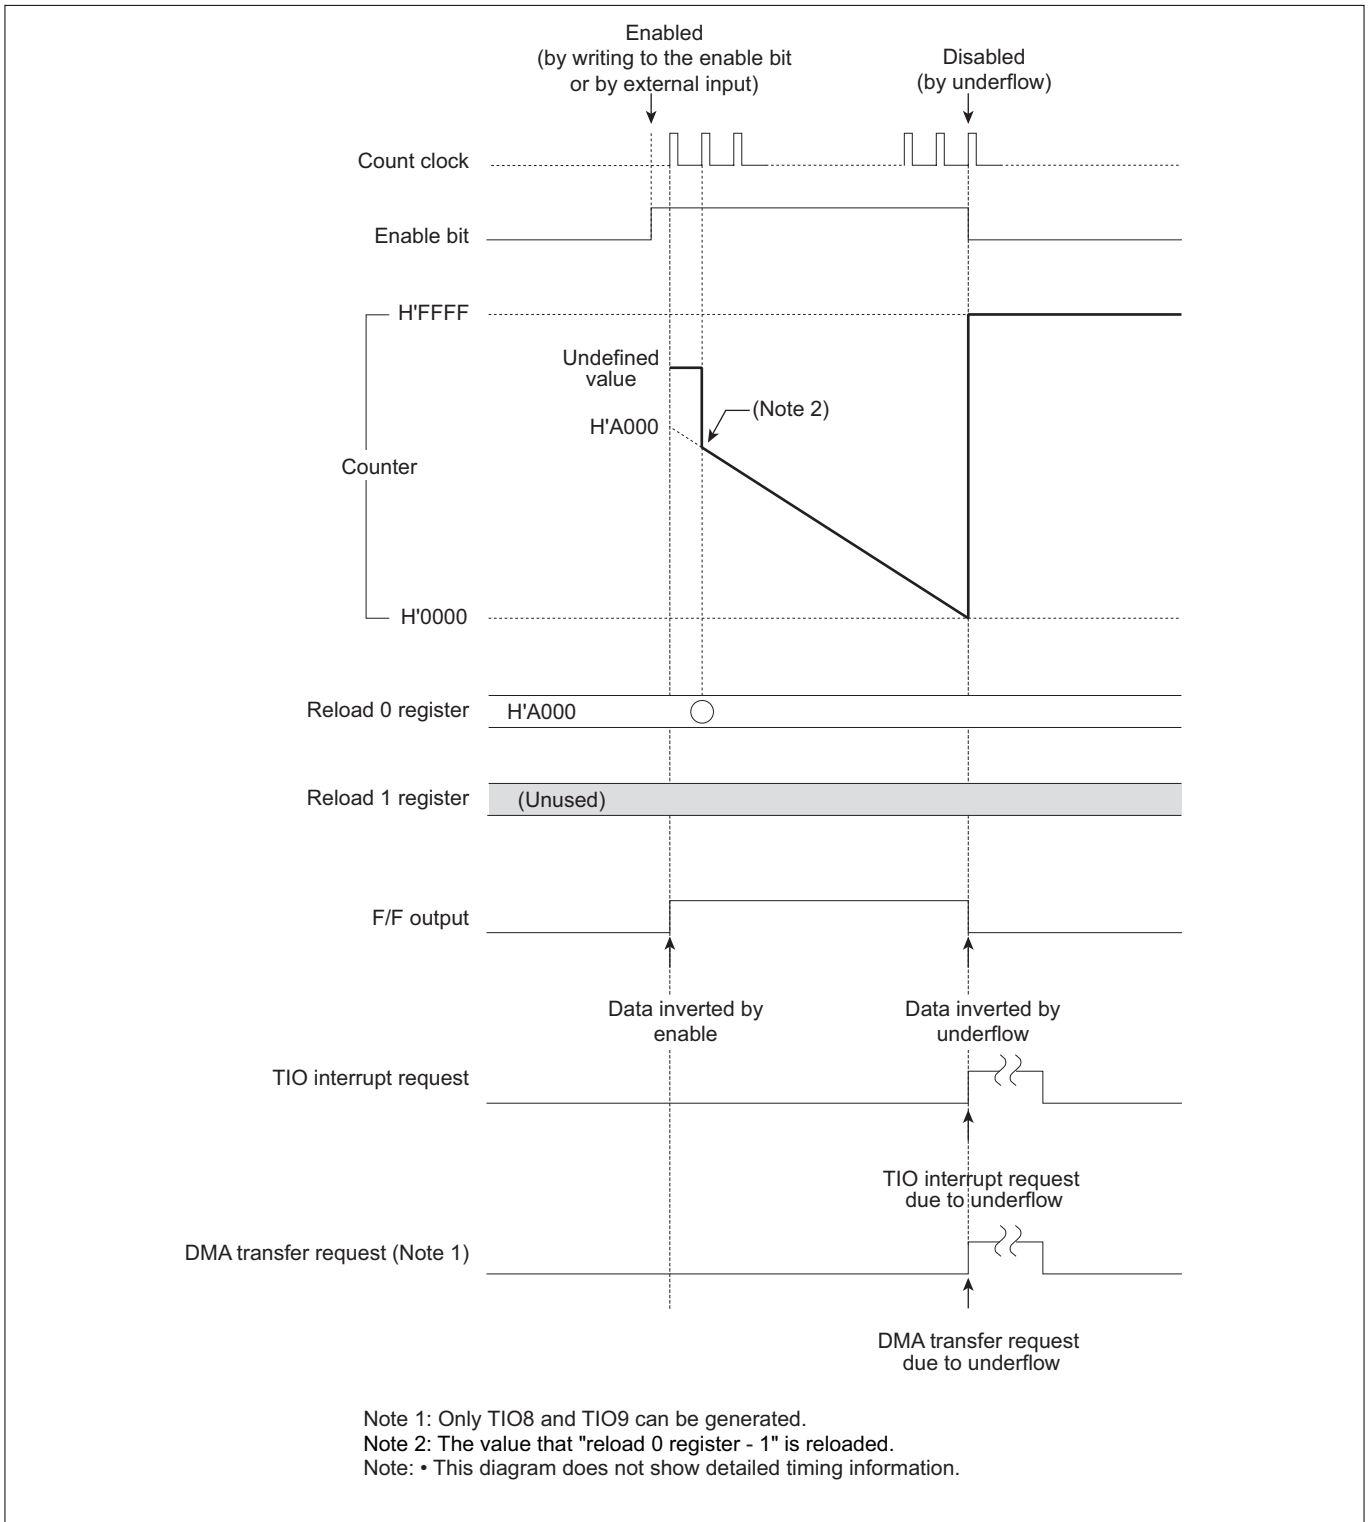 Enabled
(by writing to the enable bit
or by external input)
Disabled
(by underflow)
Count clock
Enable bit
H'FFFF
Undefined
value
(Note 2)
H'A000
Counter
H'0000
Reload 0 register
H'A000
Reload 1 register
(Unused)
F/F output
Data inverted by
enable
Data inverted by
underflow
TIO interrupt request
TIO interrupt request
due to underflow
DMA transfer request (Note 1)
DMA transfer request
due to underflow
Note 1: Only TIO8 and TIO9 can be generated.
Note 2: The value that "reload 0 register - 1" is reloaded.
Note: • This diagram does not show detailed timing information.